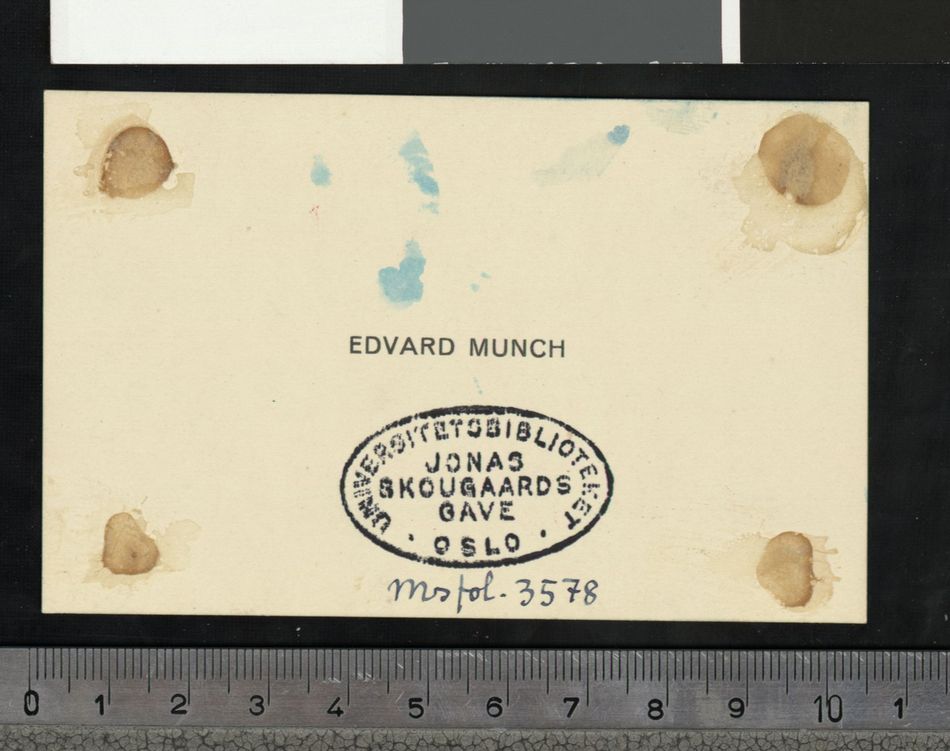 EDVARD MUNCH
UNIVERSITETSBIBLIOTEKET
JONAS
SKOUGAARDS
GAVE
· OSLO ·
Ms fol. 3578
0 1 2 3 4 5 6 7 8 9 10 1